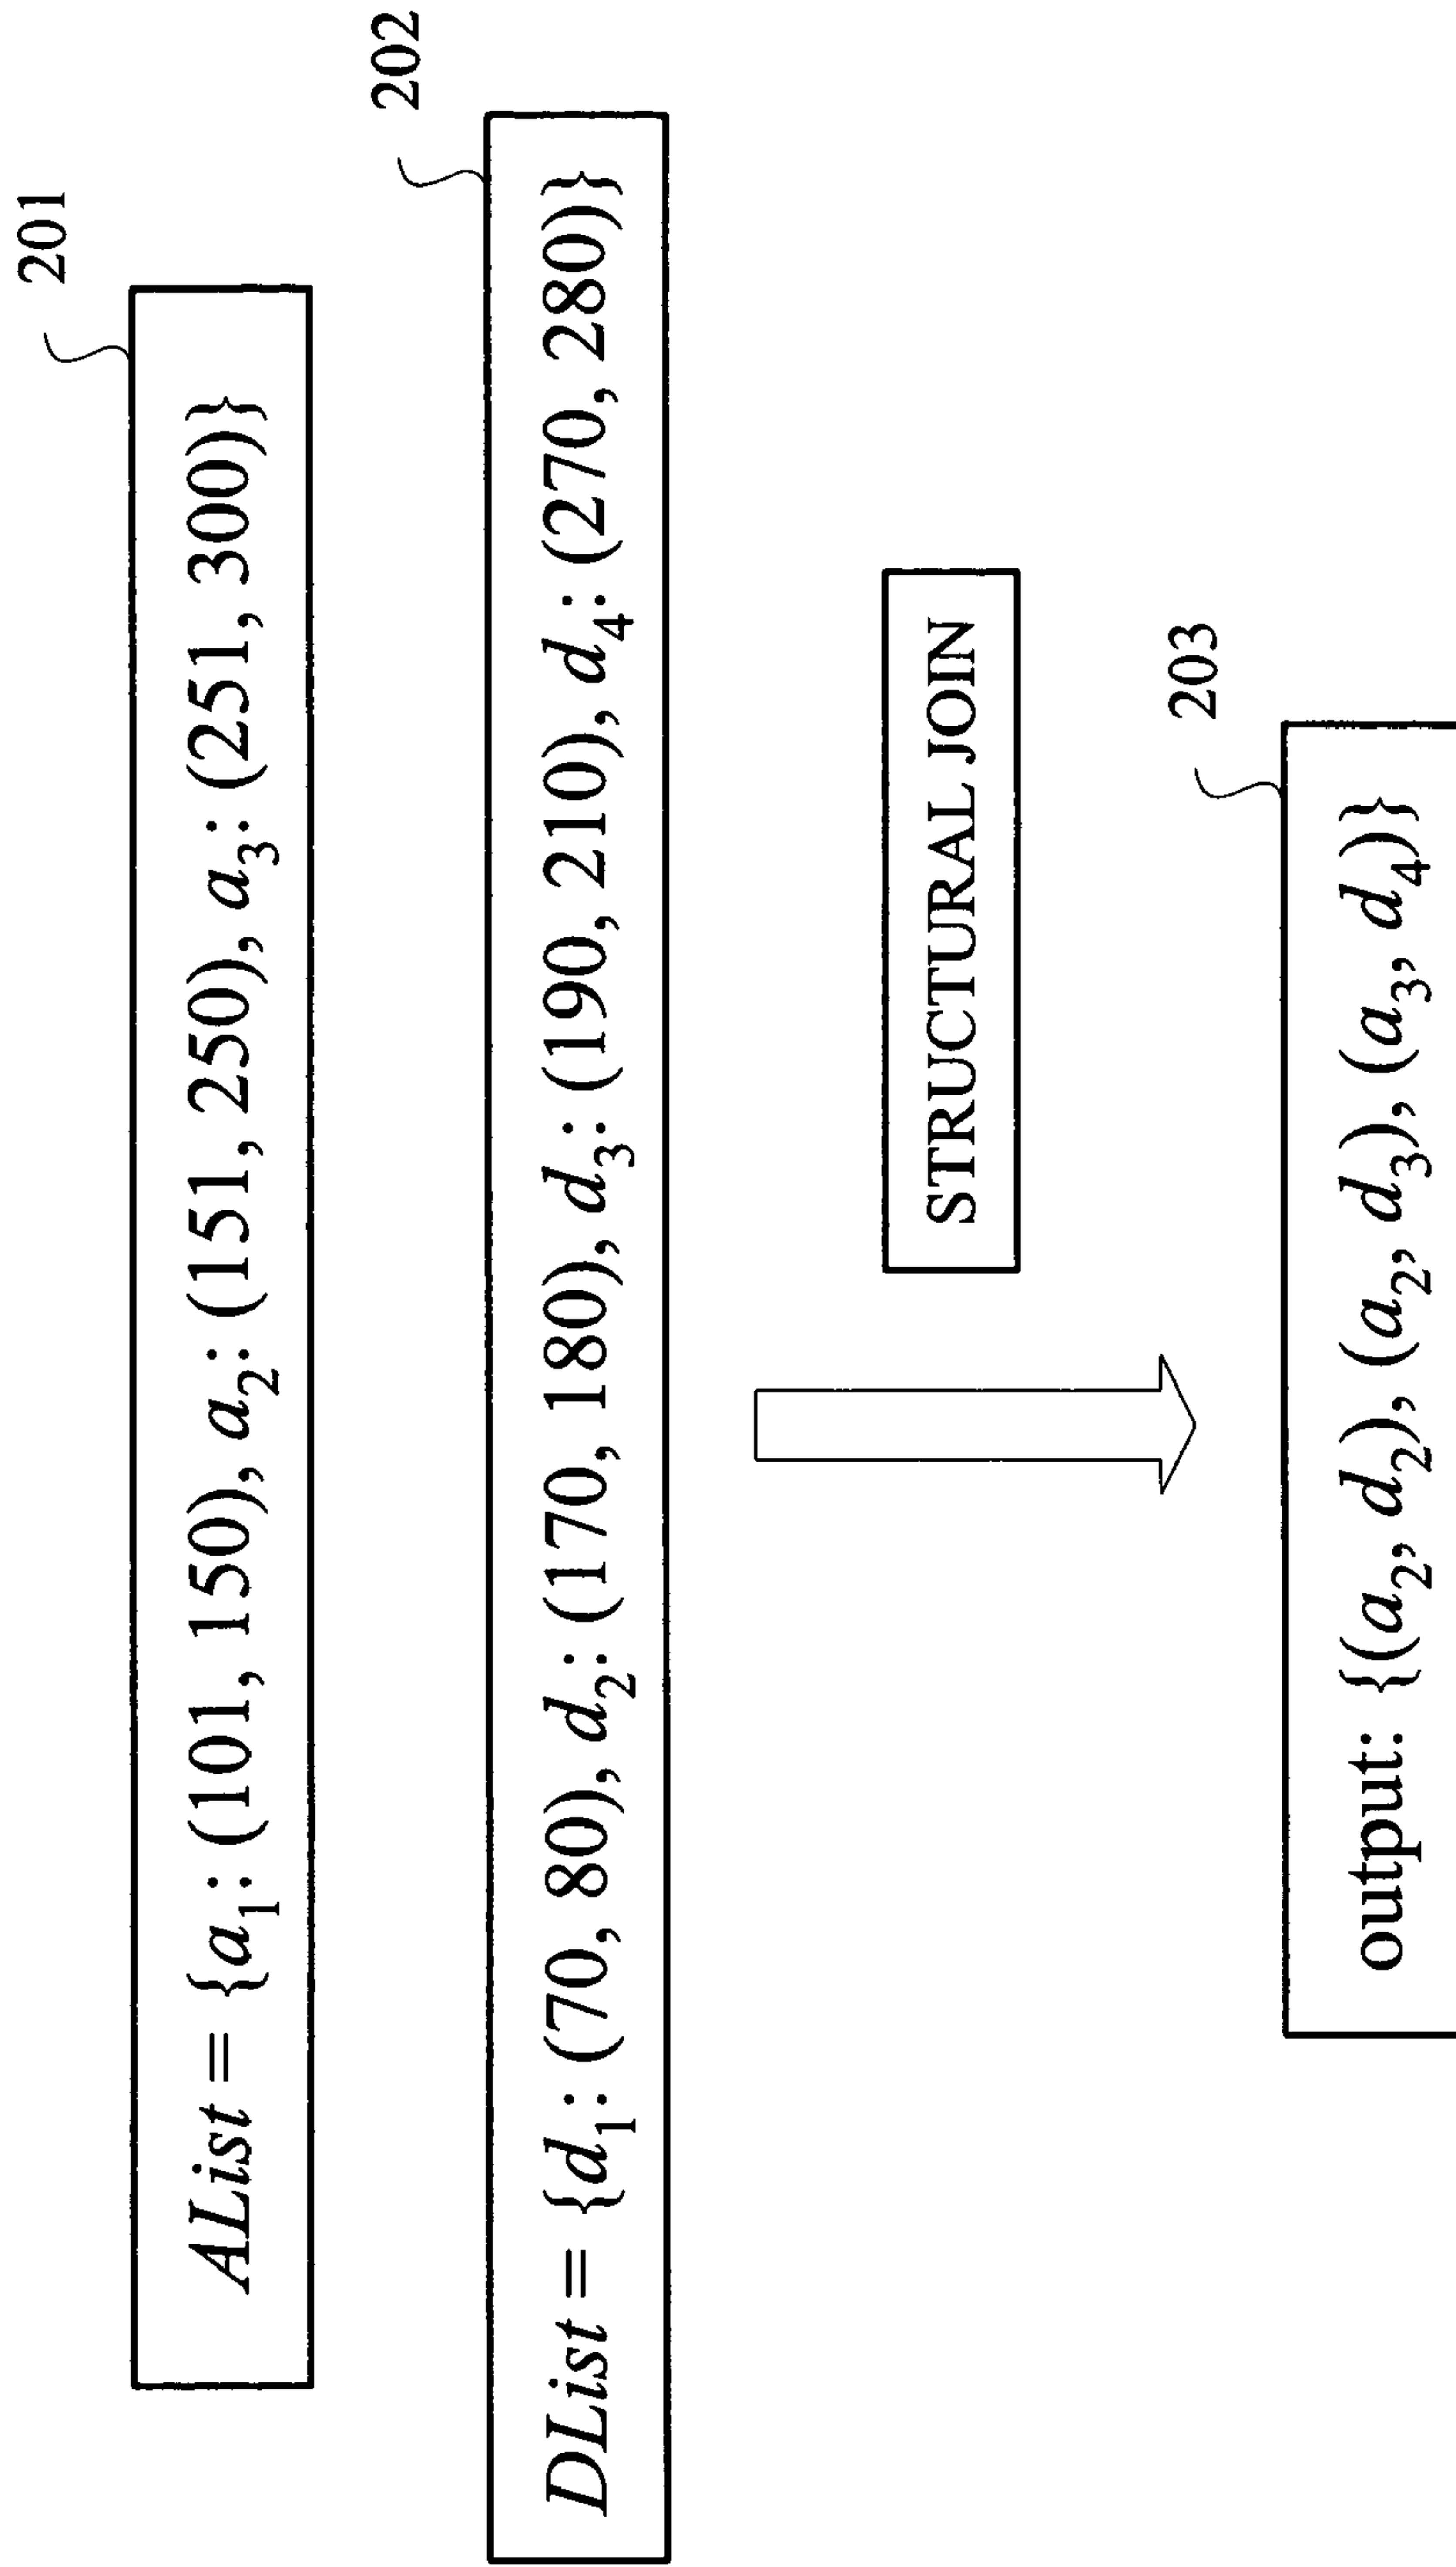 201
AList = {a₁: (101, 150), a₂: (151, 250), a₃: (251, 300)}
202
DList = {d₁: (70, 80), d₂: (170, 180), d₃: (190, 210), d₄: (270, 280)}
STRUCTURAL JOIN
203
output: {(a₂, d₂), (a₂, d₃), (a₃, d₄)}